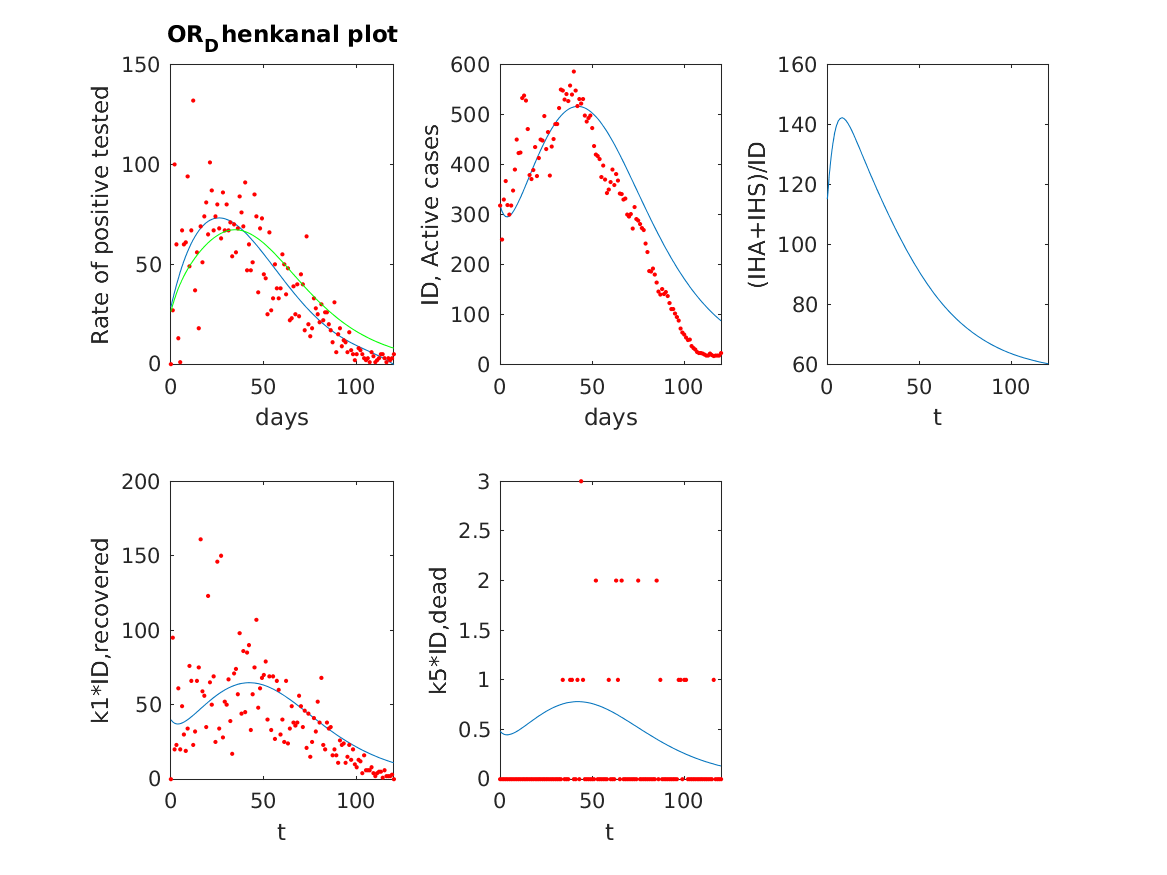 OR_Dhenkanal plot
150
100
50
0
0 50 100
Rate of positive tested
days
600
500
400
300
200
100
0
0 50 100
ID, Active cases
days
160
140
120
100
80
60
0 50 100
(IHA+IHS)/ID
t
200
150
100
50
0
0 50 100
k1*ID,recovered
t
3
2.5
2
1.5
1
0.5
0
0 50 100
k5*ID,dead
t